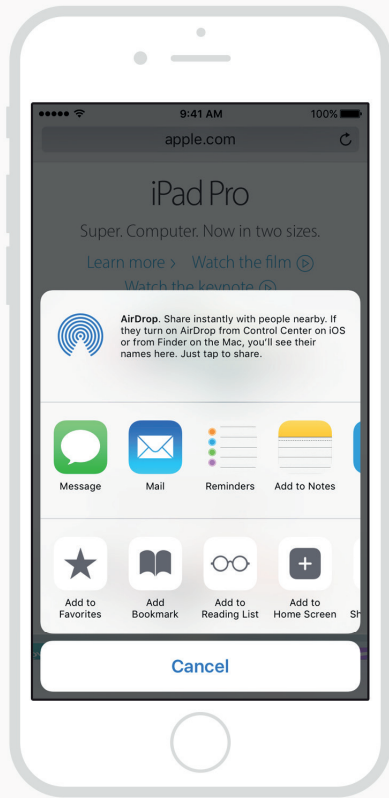 9:41 AM
100%
apple.com
iPad Pro
Super. Computer. Now in two sizes.
Learn more > Watch the film
Watch the keynote
AirDrop. Share instantly with people nearby. If
they turn on AirDrop from Control Center on iOS
or from Finder on the Mac, you'll see their
names here. Just tap to share.
Message
Mail
Reminders
Add to Notes
Add to
Favorites
Add
Bookmark
Add to
Reading List
Add to
Home Screen
Sh
Cancel